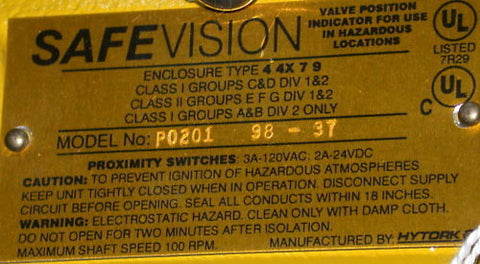 SAFEVISION
VALVE POSITION
INDICATOR FOR USE
IN HAZARDOUS
LOCATIONS
UL
LISTED
7R29
ENCLOSURE TYPE 4 4X 7 9
CLASS I GROUPS C&D DIV 1&2
CLASS II GROUPS E F G DIV 1&2
CLASS I GROUPS A&B DIV 2 ONLY
C UL
MODEL No: P0201 98 - 37
PROXIMITY SWITCHES: 3A-120VAC: 2A-24VDC
CAUTION: TO PREVENT IGNITION OF HAZARDOUS ATMOSPHERES
KEEP UNIT TIGHTLY CLOSED WHEN IN OPERATION. DISCONNECT SUPPLY
CIRCUIT BEFORE OPENING. SEAL ALL CONDUITS WITHIN 18 INCHES.
WARNING: ELECTROSTATIC HAZARD. CLEAN ONLY WITH DAMP CLOTH.
DO NOT OPEN FOR TWO MINUTES AFTER ISOLATION.
MAXIMUM SHAFT SPEED 100 RPM. MANUFACTURED BY: HYTORK